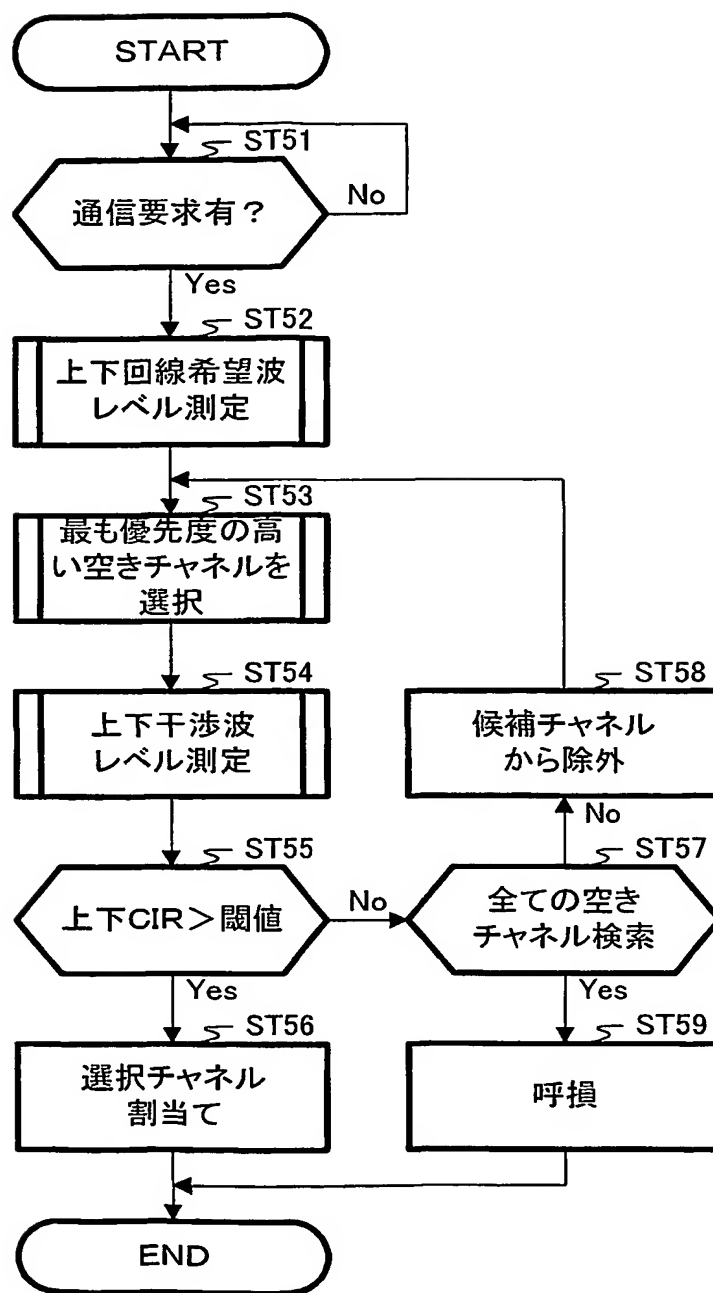 START
ST51
通信要求有？
No
Yes
ST52
上下回線希望波
レベル測定
ST53
最も優先度の高
い空きチャネルを
選択
ST54
上下干渉波
レベル測定
ST58
候補チャネル
から除外
No
ST55
上下CIR＞閾値
No
ST57
全ての空き
チャネル検索
Yes
Yes
ST56
選択チャネル
割当て
ST59
呼損
END